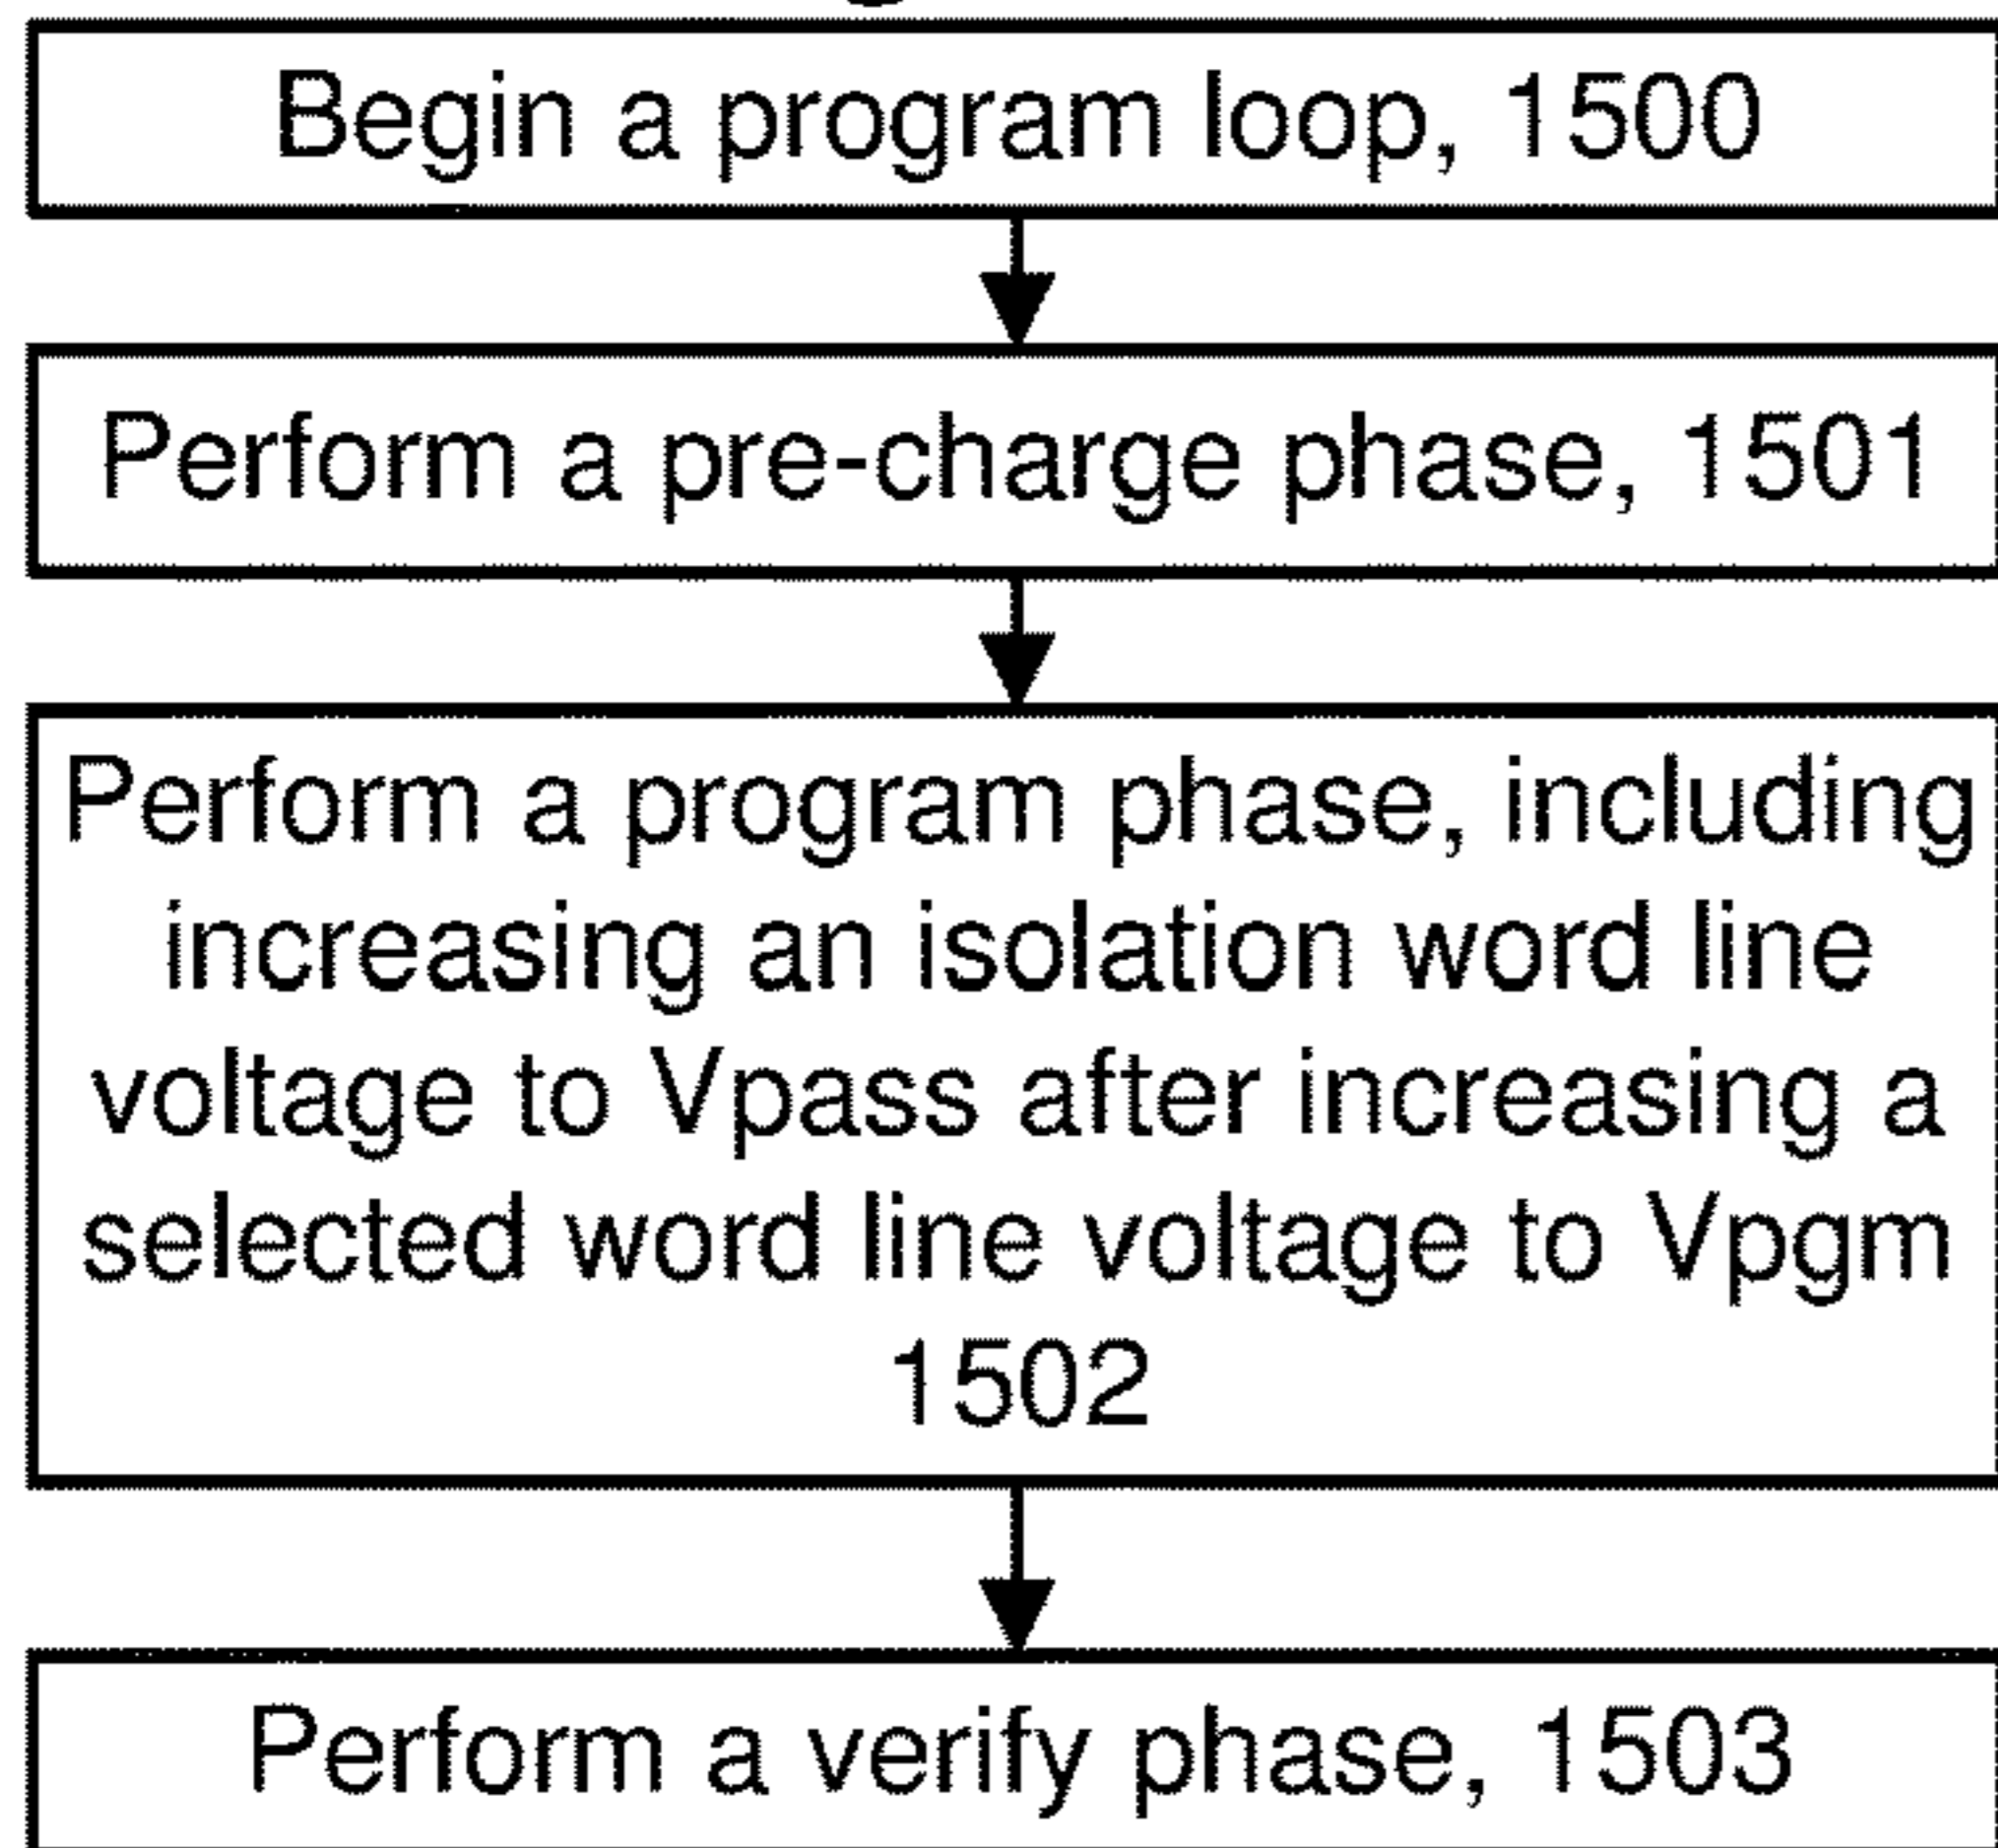 Begin a program loop, 1500
Perform a pre-charge phase, 1501
Perform a program phase, including
increasing an isolation word line
voltage to Vpass after increasing a
selected word line voltage to Vpgm
1502
Perform a verify phase, 1503